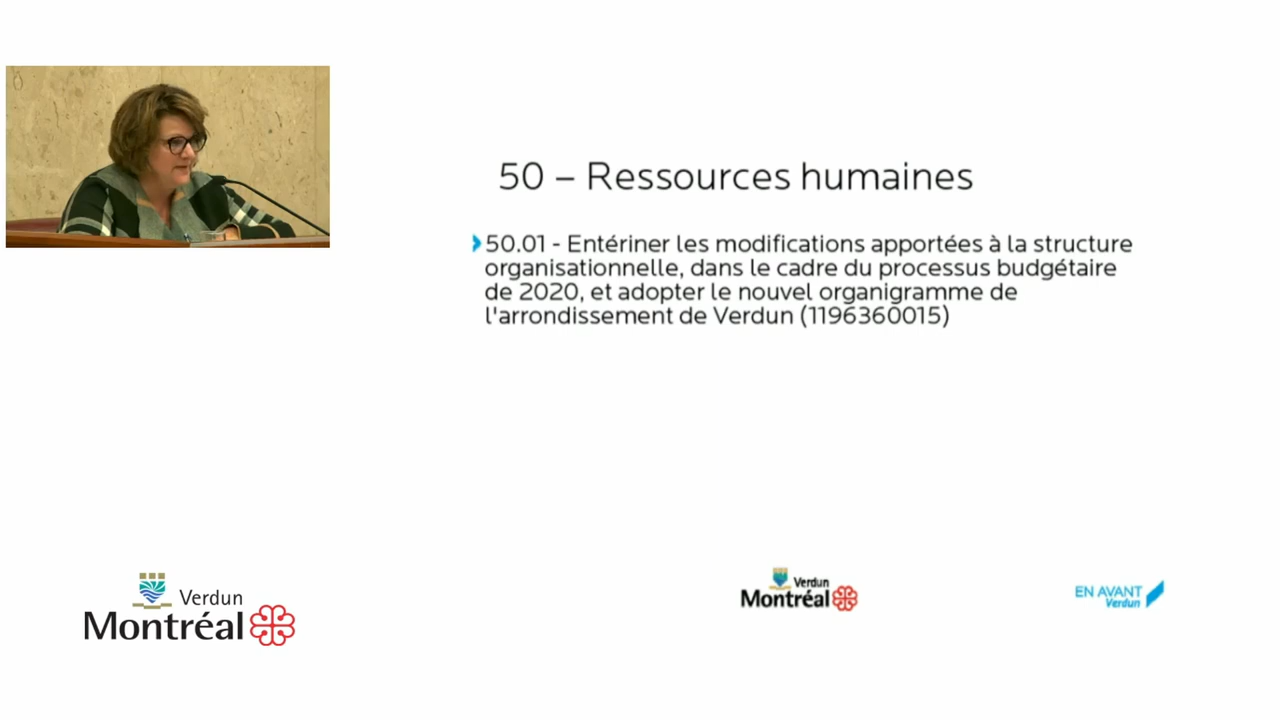 50 – Ressources humaines
50.01 - Entériner les modifications apportées à la structure
organisationnelle, dans le cadre du processus budgétaire
de 2020, et adopter le nouvel organigramme de
l'arrondissement de Verdun (1196360015)
Verdun
Montréal
Verdun
Montréal
EN AVANT
Verdun